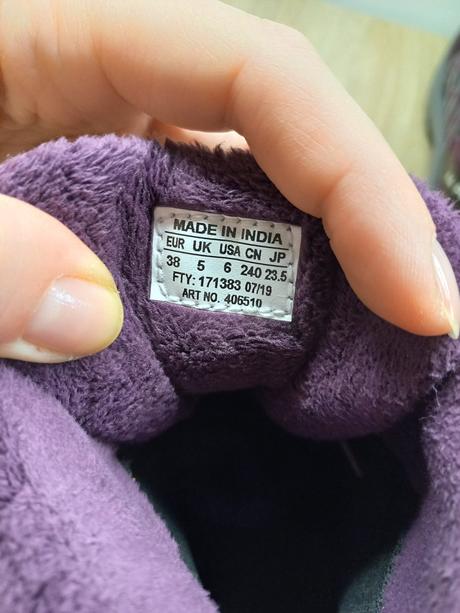 MADE IN INDIA
EUR UK USA CN JP
38 5 6 240 23.5
FTY: 171383 07/19
ART NO. 406510